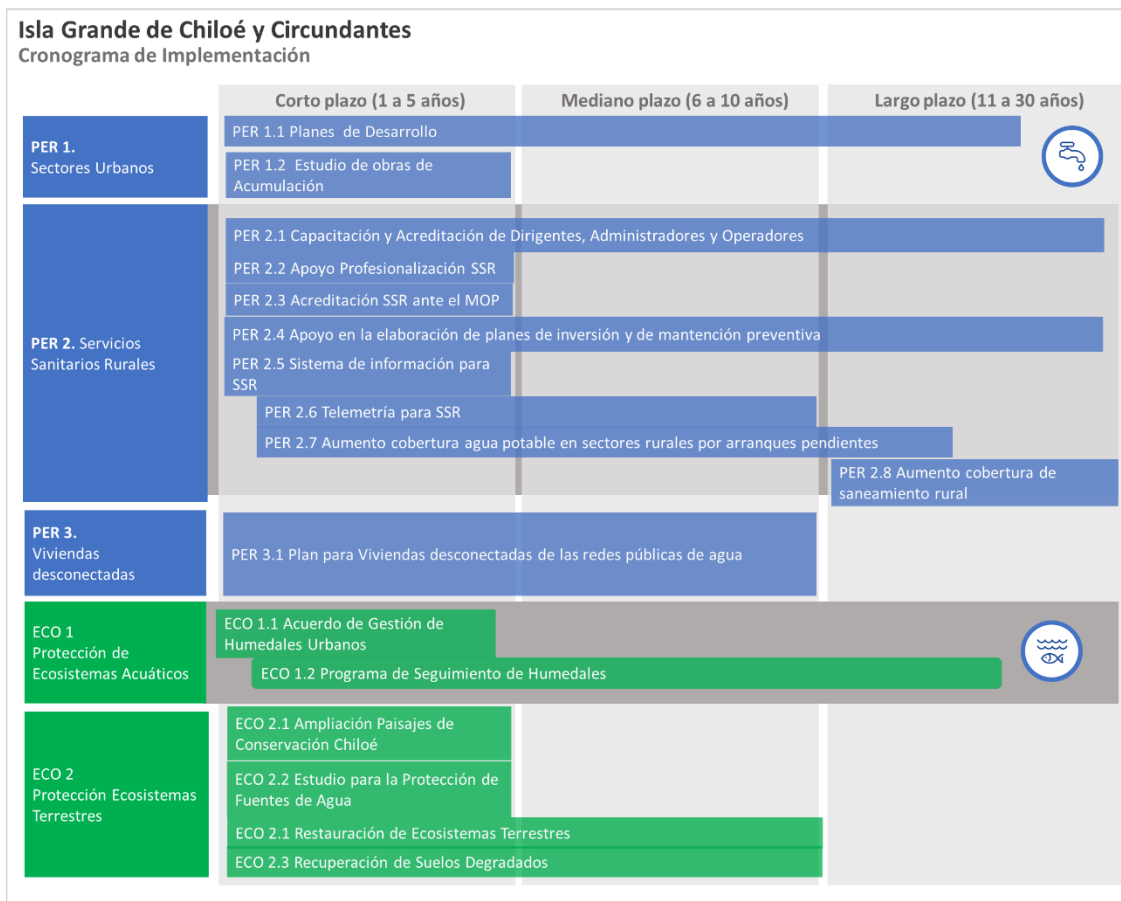 Isla Grande de Chiloé y Circundantes
Cronograma de Implementación
Corto plazo (1 a 5 años)
Mediano plazo (6 a 10 años)
Largo plazo (11 a 30 años)
PER 1.
Sectores Urbanos
PER 1.1 Planes de Desarrollo
PER 1.2 Estudio de obras de
Acumulación
PER 2. Servicios
Sanitarios Rurales
PER 2.1 Capacitación y Acreditación de Dirigentes, Administradores y Operadores
PER 2.2 Apoyo Profesionalización SSR
PER 2.3 Acreditación SSR ante el MOP
PER 2.4 Apoyo en la elaboración de planes de inversión y de mantención preventiva
PER 2.5 Sistema de información para
SSR
PER 2.6 Telemetría para SSR
PER 2.7 Aumento cobertura agua potable en sectores rurales por arranques pendientes
PER 2.8 Aumento cobertura de
saneamiento rural
PER 3.
Viviendas
desconectadas
PER 3.1 Plan para Viviendas desconectadas de las redes públicas de agua
ECO 1
Protección de
Ecosistemas Acuáticos
ECO 1.1 Acuerdo de Gestión de
Humedales Urbanos
ECO 1.2 Programa de Seguimiento de Humedales
ECO 2
Protección Ecosistemas
Terrestres
ECO 2.1 Ampliación Paisajes de
Conservación Chiloé
ECO 2.2 Estudio para la Protección de
Fuentes de Agua
ECO 2.1 Restauración de Ecosistemas Terrestres
ECO 2.3 Recuperación de Suelos Degradados